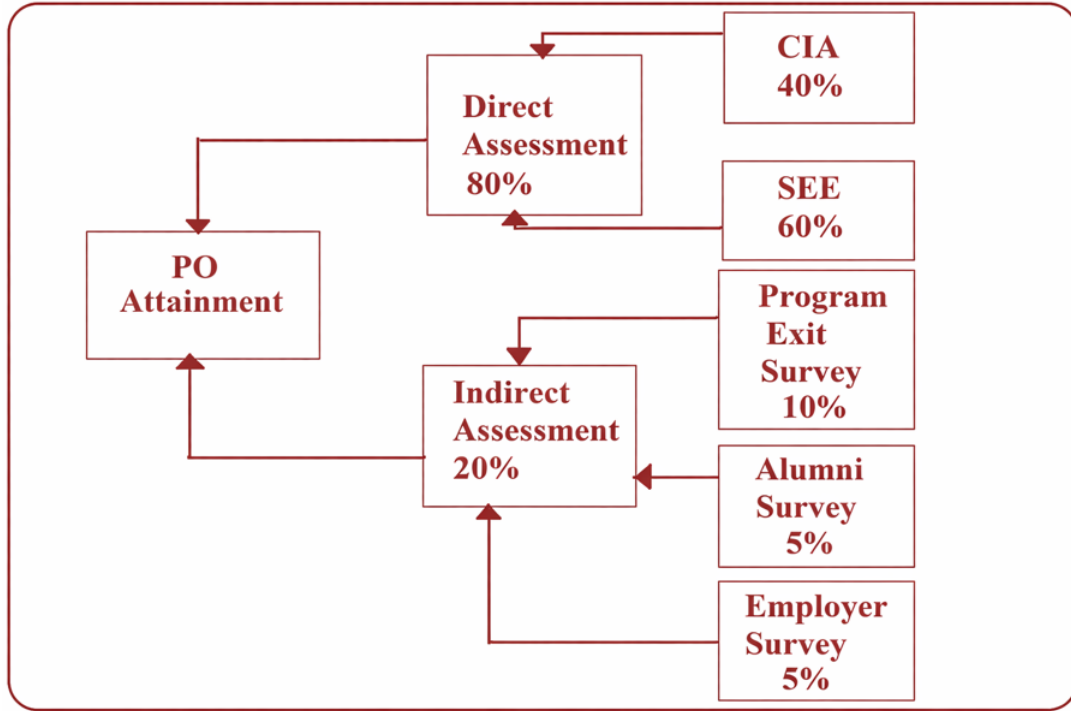 CIA
40%
Direct
Assessment
80%
SEE
60%
PO
Attainment
Program
Exit
Survey
10%
Indirect
Assessment
20%
Alumni
Survey
5%
Employer
Survey
5%